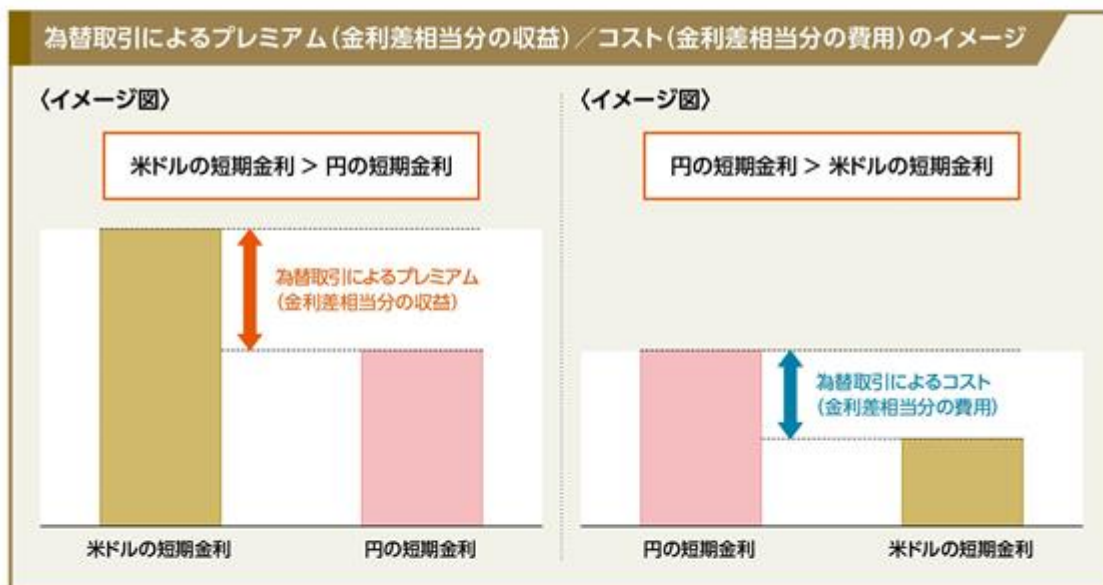 為替取引によるプレミアム(金利差相当分の収益)/コスト(金利差相当分の費用)のイメージ
〈イメージ図〉
米ドルの短期金利 > 円の短期金利
為替取引によるプレミアム
(金利差相当分の収益)
米ドルの短期金利
円の短期金利
〈イメージ図〉
円の短期金利 > 米ドルの短期金利
為替取引によるコスト
(金利差相当分の費用)
円の短期金利
米ドルの短期金利